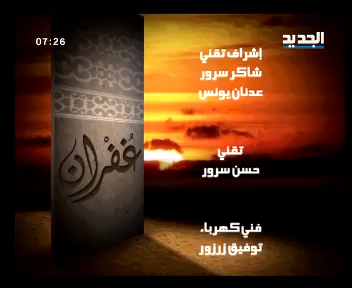 07:26
الجديد
إشراف تقني
شاكر سرور
عدنان يونس
غفران
تقني
حسن سرور
فني كهرباء
توفيق زرزور